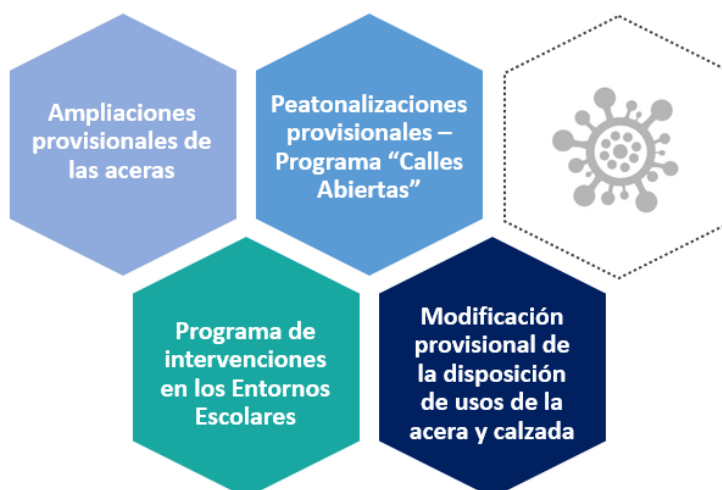 Ampliaciones
provisionales de
las aceras
Peatonalizaciones
provisionales –
Programa “Calles
Abiertas”
Programa de
intervenciones
en los Entornos
Escolares
Modificación
provisional de
la disposición
de usos de la
acera y calzada